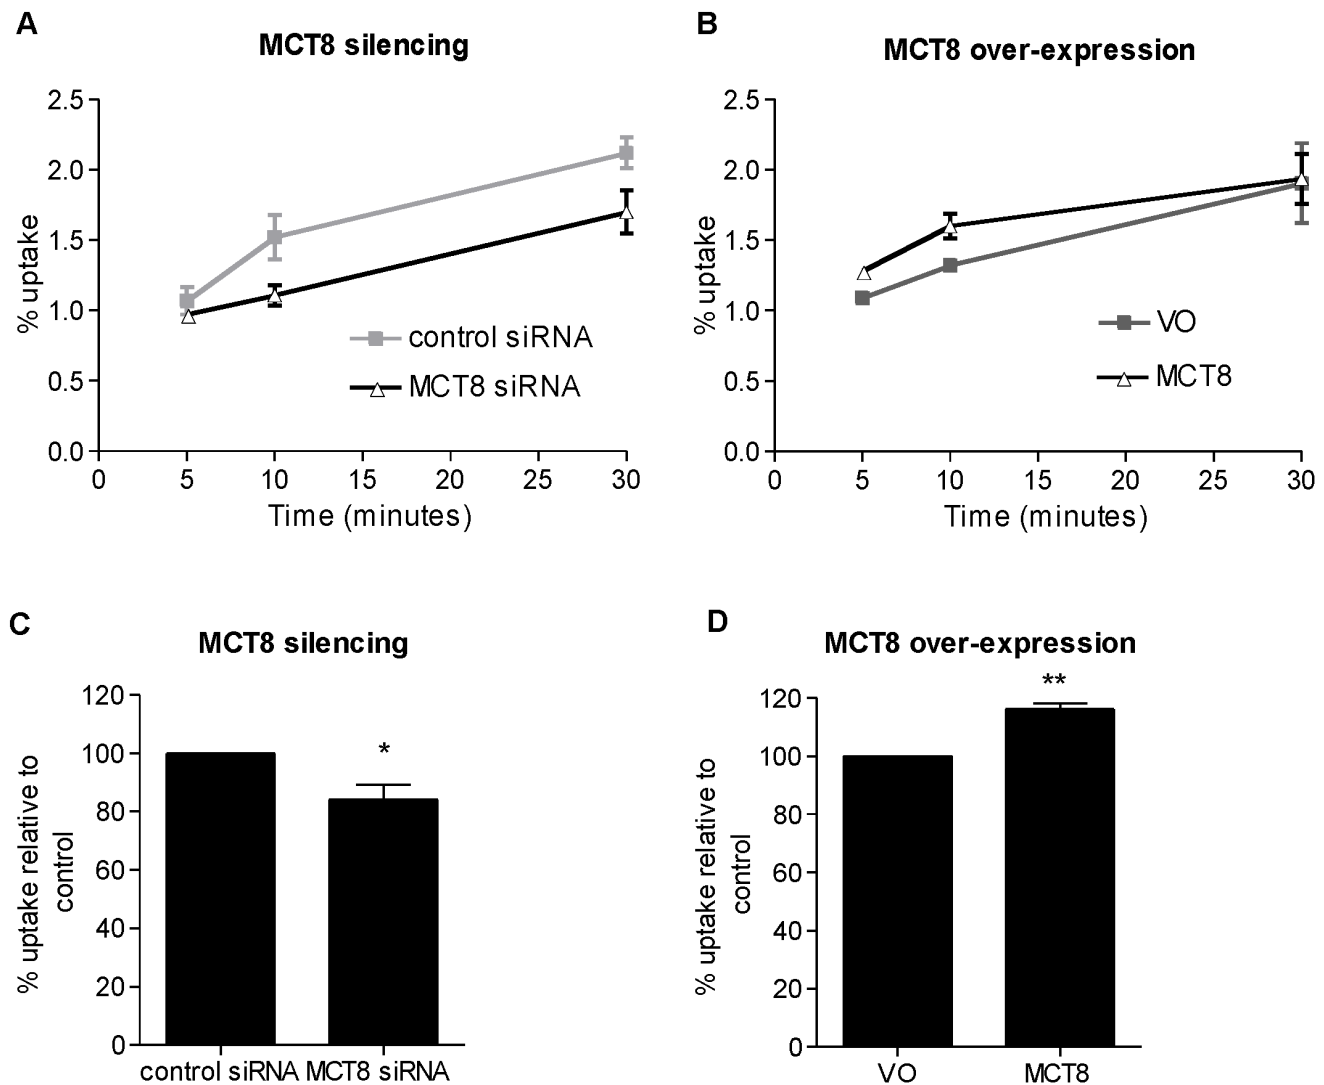 A
MCT8 silencing
2.5
2.0
1.5
1.0
0.5
0.0
% uptake
control siRNA
MCT8 siRNA
0 5 10 15 20 25 30
Time (minutes)
B
MCT8 over-expression
2.5
2.0
1.5
1.0
0.5
0.0
% uptake
VO
MCT8
0 5 10 15 20 25 30
Time (minutes)
C
MCT8 silencing
120
100
80
60
40
20
0
% uptake relative to
control
*
control siRNA MCT8 siRNA
D
MCT8 over-expression
120
100
80
60
40
20
0
% uptake relative to
control
**
VO MCT8